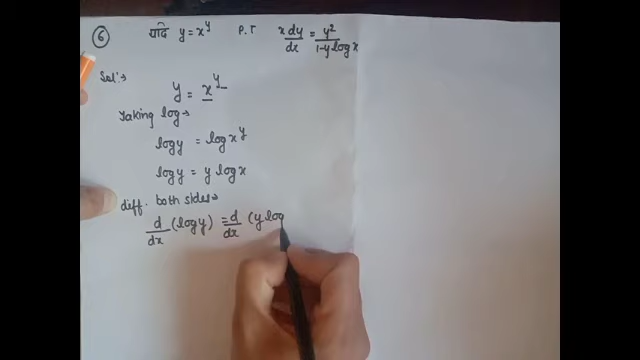 6 यदि y = x^y P.T x dy/dx = y²/1-y log x
Sol:→
y = x^y
Taking log→
log y = log x^y
log y = y log x
diff. both sides→
d/dx (log y) = d/dx (y log